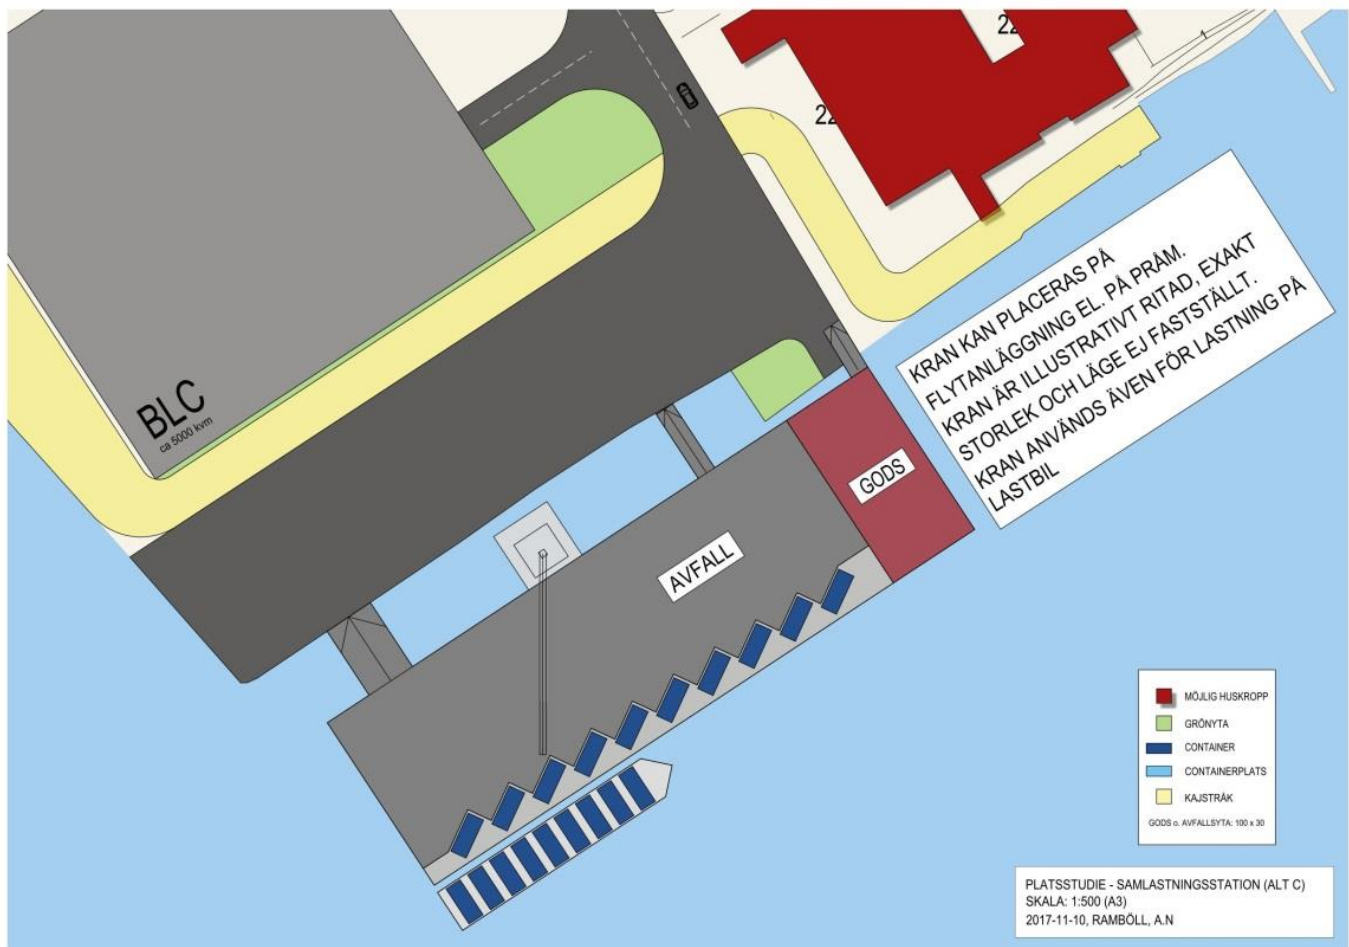 22
1
22
BLC
ca 5000 kvm
KRAN KAN PLACERAS PÅ
FLYTANLÄGGNING EL. PÅ PRÅM.
KRAN ÄR ILLUSTRATIVT RITAD, EXAKT
STORLEK OCH LÄGE EJ FASTSTÄLLT.
KRAN ANVÄNDS ÄVEN FÖR LASTNING PÅ
LASTBIL
GODS
AVFALL
MÖJLIG HUSKROPP
GRÖNYTA
CONTAINER
CONTAINERPLATS
KAJSTRÅK
GODS o. AVFALLSYTA: 100 x 30
PLATSSTUDIE - SAMLASTNINGSSTATION (ALT C)
SKALA: 1:500 (A3)
2017-11-10, RAMBÖLL, A.N